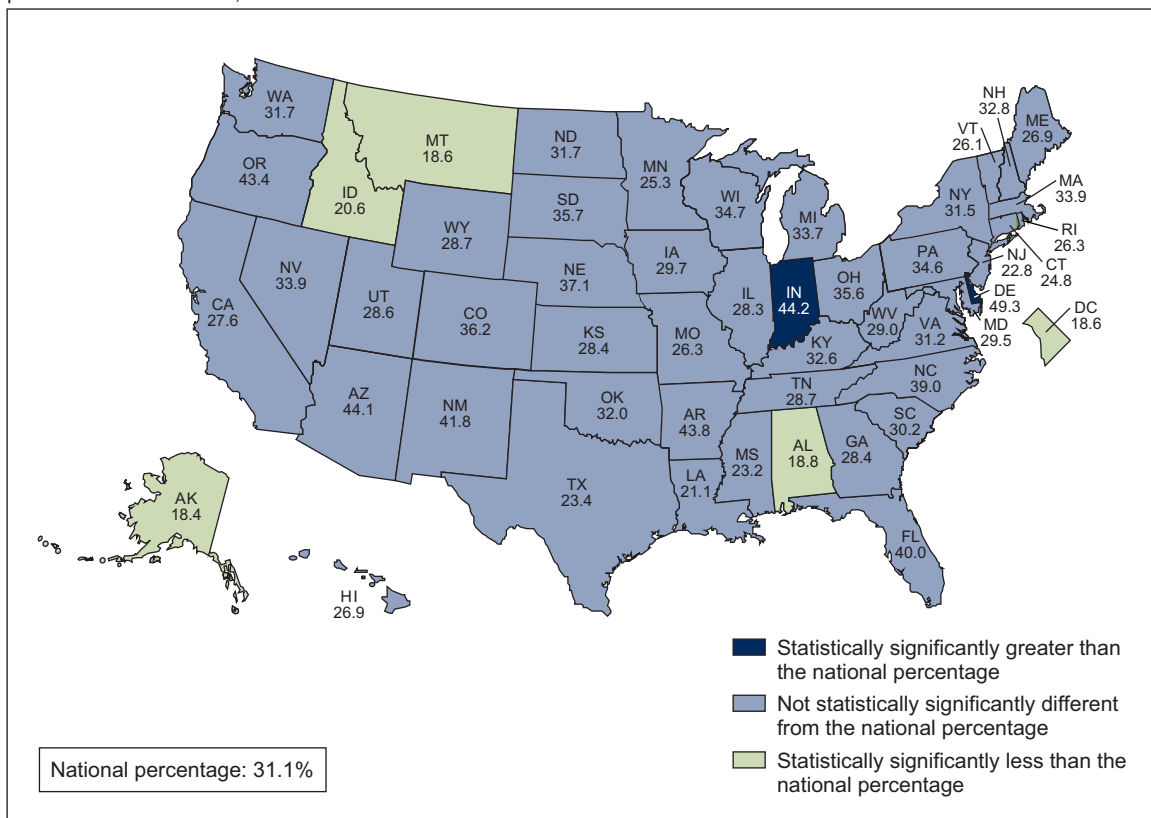 WA
31.7
MT
18.6
ND
31.7
MN
25.3
OR
43.4
ID
20.6
SD
35.7
WI
34.7
MI
33.7
NY
31.5
VT
26.1
NH
32.8
ME
26.9
MA
33.9
RI
26.3
CT
24.8
NJ
22.8
DE
49.3
DC
18.6
MD
29.5
WY
28.7
NV
33.9
CA
27.6
UT
28.6
CO
36.2
NE
37.1
IA
29.7
IL
28.3
IN
44.2
OH
35.6
PA
34.6
WV
29.0
VA
31.2
KS
28.4
MO
26.3
KY
32.6
NC
39.0
TN
28.7
AZ
44.1
NM
41.8
OK
32.0
AR
43.8
SC
30.2
MS
23.2
AL
18.8
GA
28.4
TX
23.4
LA
21.1
FL
40.0
AK
18.4
HI
26.9
Statistically significantly greater than
the national percentage
Not statistically significantly different
from the national percentage
Statistically significantly less than the
national percentage
National percentage: 31.1%